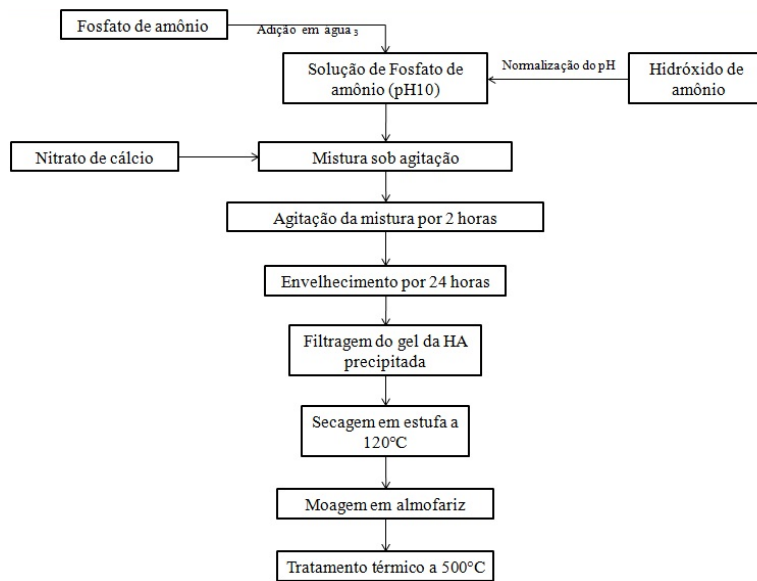 Fosfato de amônio
Adição em água 3
Solução de Fosfato de
amônio (pH10)
Normalização do pH
Hidróxido de
amônio
Nitrato de cálcio
Mistura sob agitação
Agitação da mistura por 2 horas
Envelhecimento por 24 horas
Filtragem do gel da HA
precipitada
Secagem em estufa a
120°C
Moagem em almofariz
Tratamento térmico a 500°C